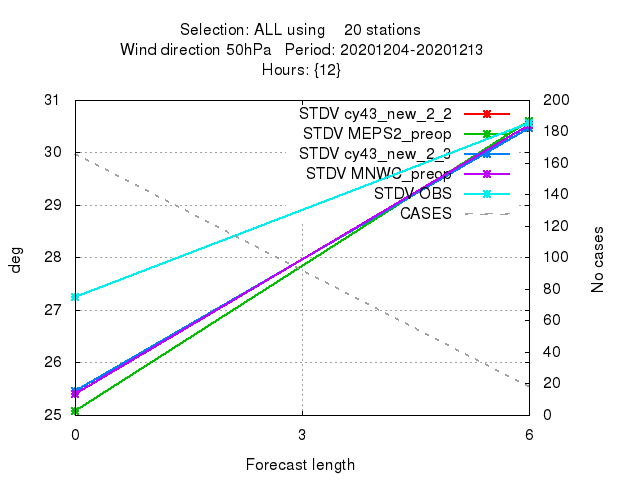 Selection: ALL using    20 stations
Wind direction 50hPa   Period: 20201204-20201213
Hours: {12}
STDV cy43_new_2_2
STDV MEPS2_preop
STDV cy43_new_2_3
STDV MNWC_preop
STDV OBS
CASES
31
30
29
28
27
26
25
deg
200
180
160
140
120
100
80
60
40
20
0
No cases
0
3
6
Forecast length